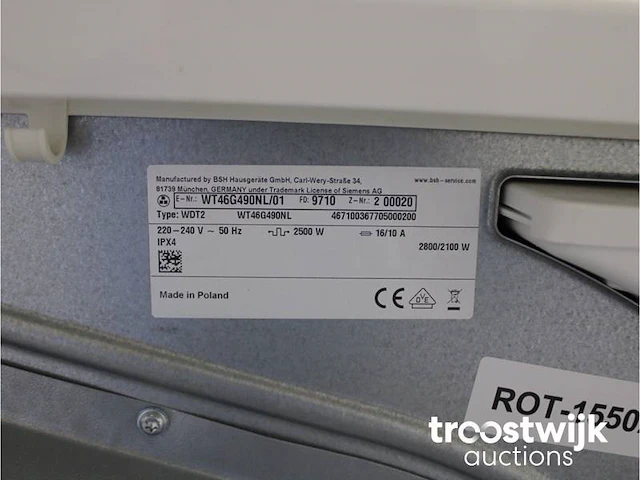 Manufactured by BSH Hausgeräte GmbH, Carl-Wery-Straße 34, www.bsh-service.com
81739 München, GERMANY under Trademark License of Siemens AG
E-Nr.: WT46G490NL/01 FD: 9710 Z-Nr.: 2 00020
Type: WDT2 WT46G490NL 467100367705000200
220-240 V ~ 50 Hz 2500 W 16/10 A
IPX4 2800/2100 W
Made in Poland CE DVE
ROT-1550
troostwijk
auctions